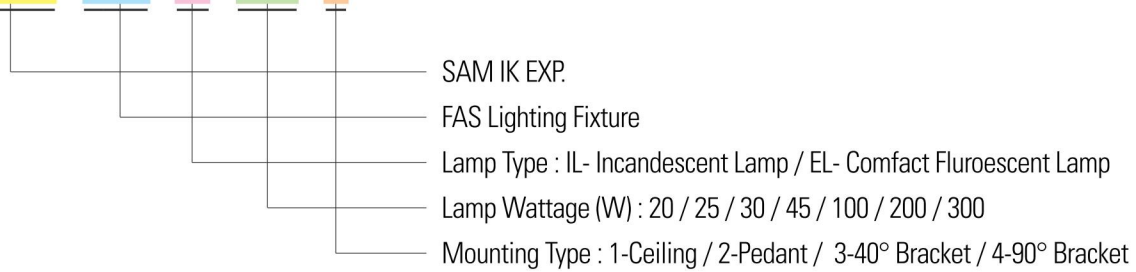 SAM IK EXP.
FAS Lighting Fixture
Lamp Type : IL- Incandescent Lamp / EL- Comfact Fluroescent Lamp
Lamp Wattage (W) : 20 / 25 / 30 / 45 / 100 / 200 / 300
Mounting Type : 1-Ceiling / 2-Pedant / 3-40° Bracket / 4-90° Bracket